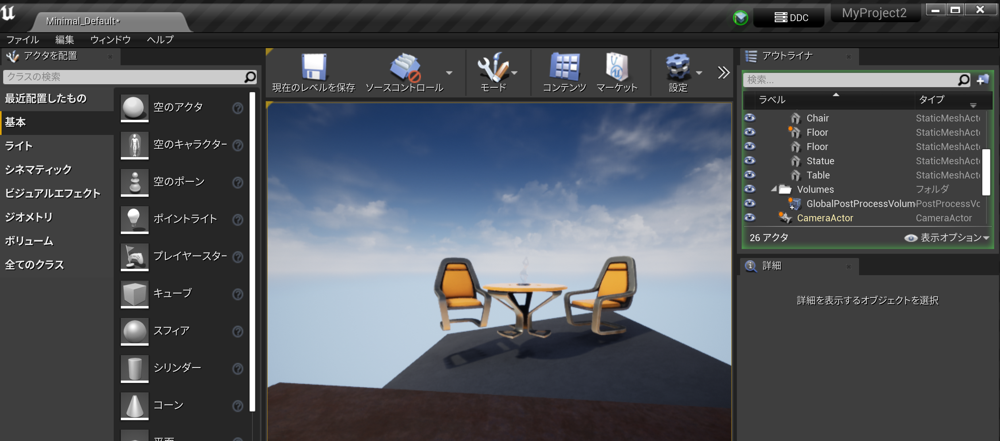 Minimal_Default*
DDC
MyProject2
ファイル 編集 ウィンドウ ヘルプ
アクタを配置
クラスの検索
最近配置したもの
基本
ライト
シネマティック
ビジュアルエフェクト
ジオメトリ
ボリューム
全てのクラス
空のアクタ
空のキャラクター
空のポーン
ポイントライト
プレイヤースター
キューブ
スフィア
シリンダー
コーン
平面
現在のレベルを保存 ソースコントロール モード コンテンツ マーケット 設定
アウトライナ
検索...
ラベル タイプ
Chair StaticMeshActo
Floor StaticMeshActo
Floor StaticMeshActo
Statue StaticMeshActo
Table StaticMeshActo
Volumes フォルダ
GlobalPostProcessVolum PostProcessVo
CameraActor CameraActor
26 アクタ 表示オプション
詳細
詳細を表示するオブジェクトを選択